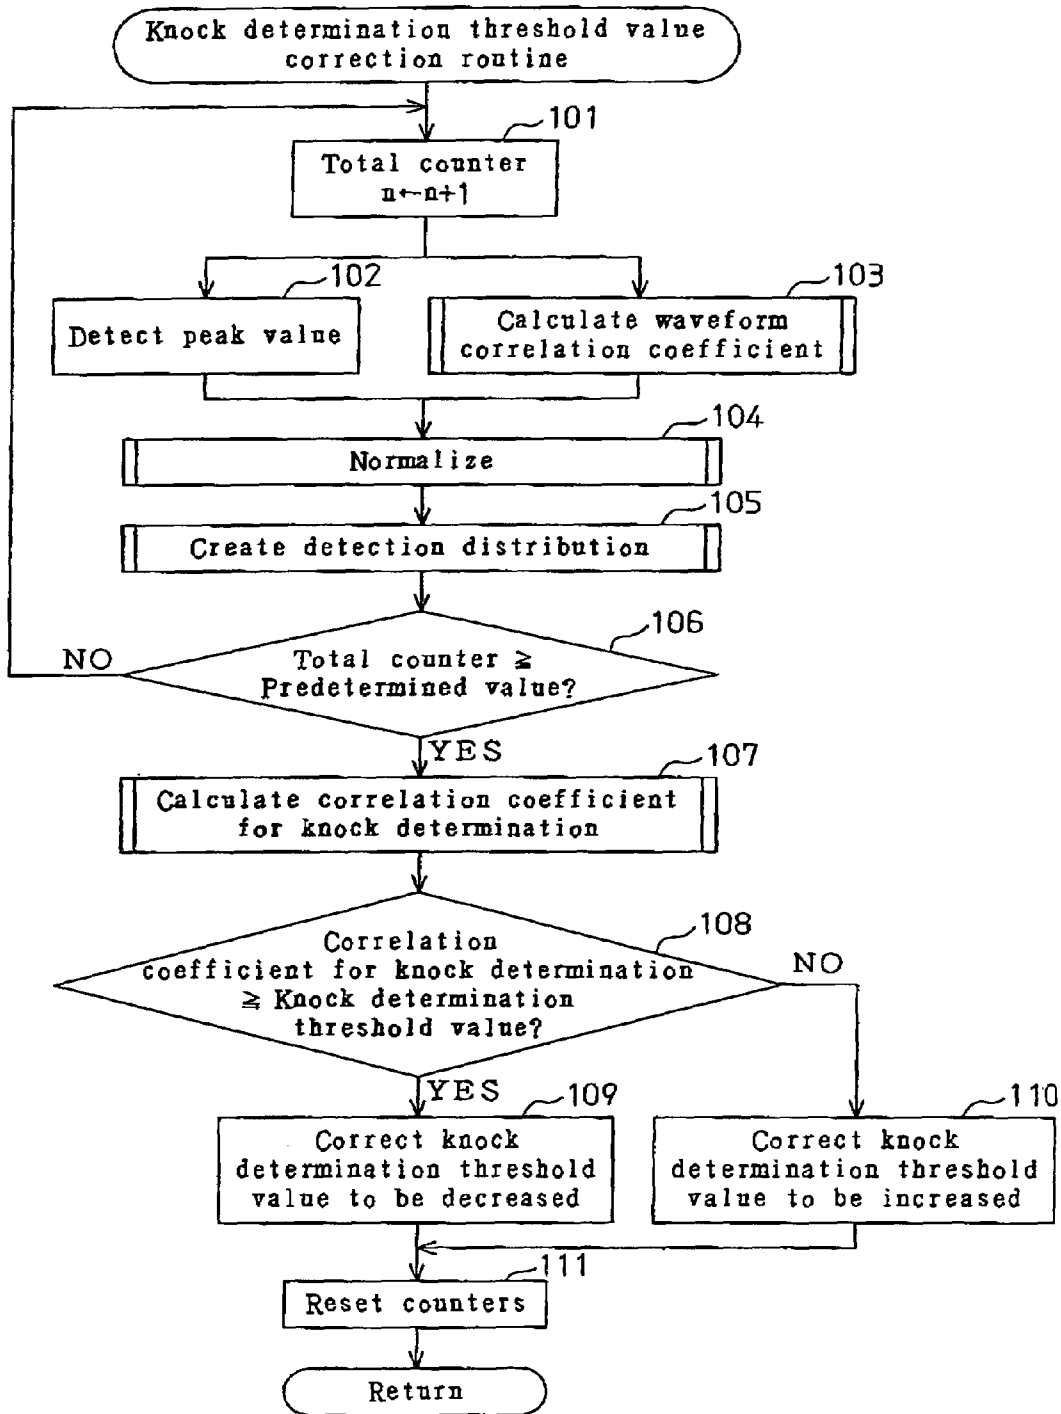 Knock determination threshold value
correction routine
101
Total counter
n←n+1
102
Detect peak value
103
Calculate waveform
correlation coefficient
104
Normalize
105
Create detection distribution
106
Total counter ≧
Predetermined value?
NO
YES
107
Calculate correlation coefficient
for knock determination
108
Correlation
coefficient for knock determination
≧ Knock determination
threshold value?
NO
YES
109
Correct knock
determination threshold
value to be decreased
110
Correct knock
determination threshold
value to be increased
111
Reset counters
Return